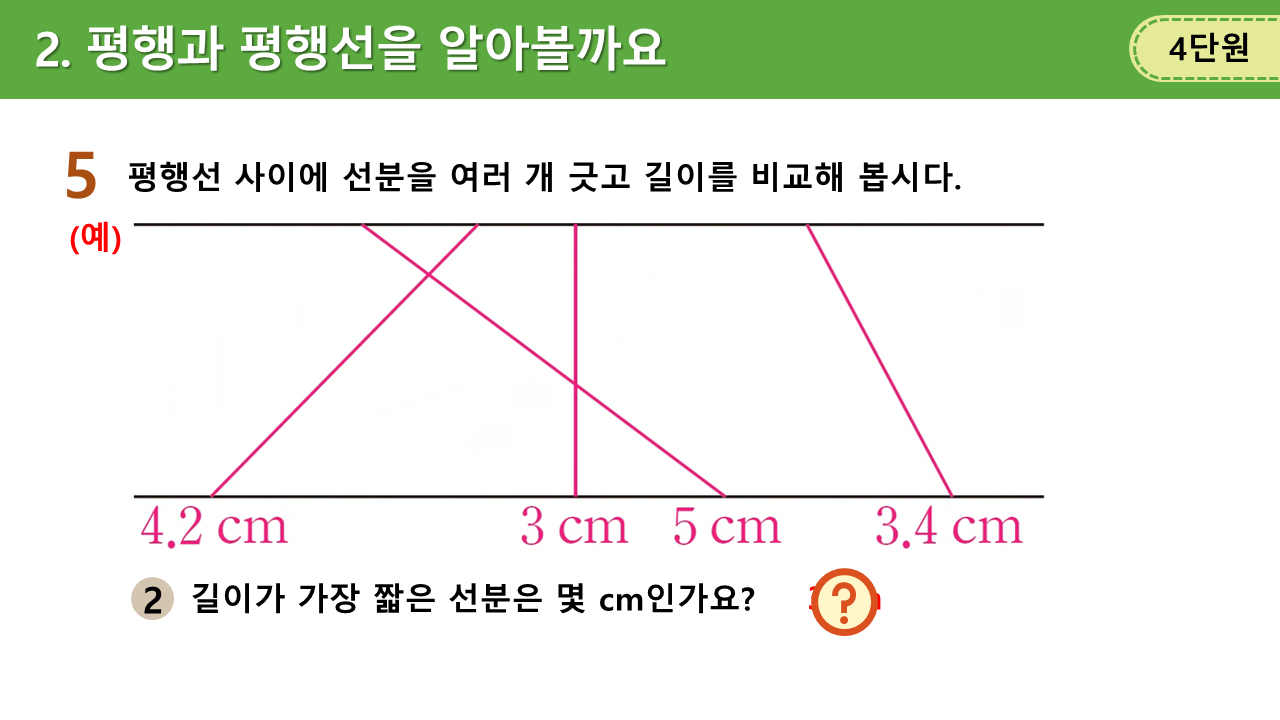 2. 평행과 평행선을 알아볼까요
4단원
5 평행선 사이에 선분을 여러 개 긋고 길이를 비교해 봅시다.
(예)
4.2 cm 3 cm 5 cm 3.4 cm
2 길이가 가장 짧은 선분은 몇 cm인가요? ?